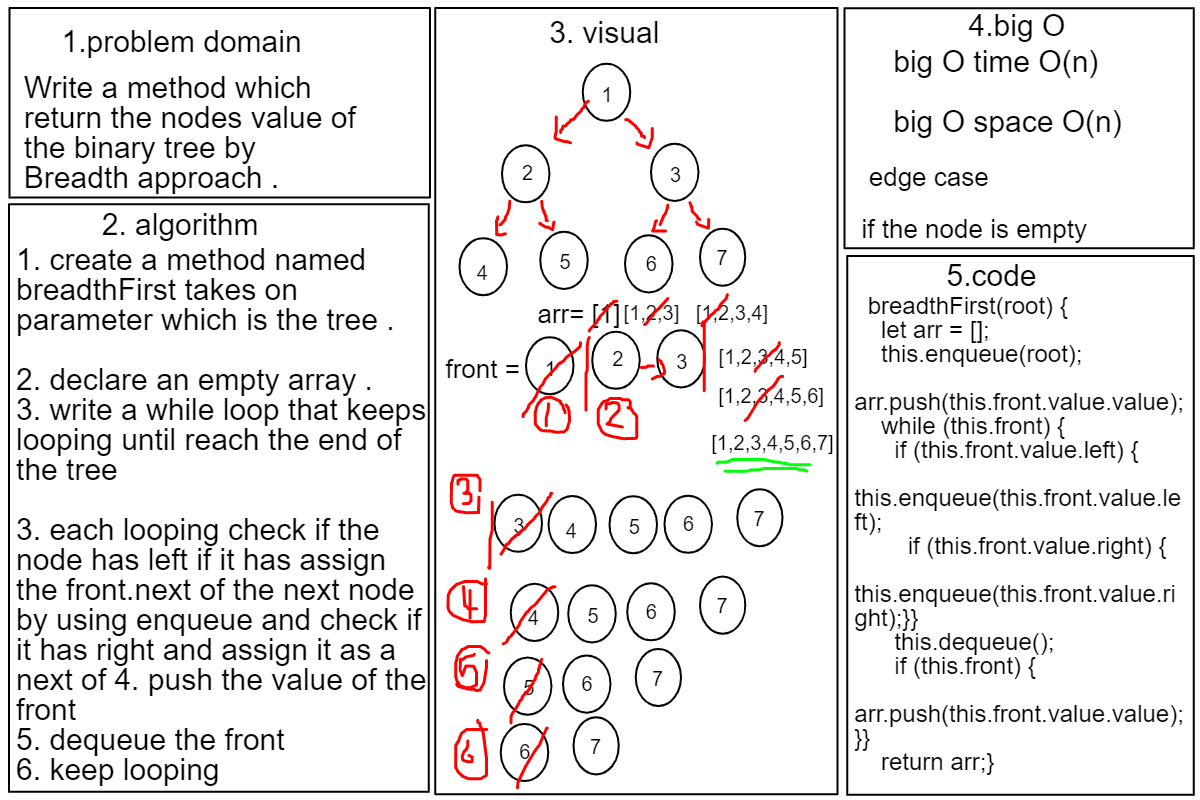 1.problem domain
Write a method which
return the nodes value of
the binary tree by
Breadth approach .
2. algorithm
1. create a method named
breadthFirst takes on
parameter which is the tree .
2. declare an empty array .
3. write a while loop that keeps
looping until reach the end of
the tree
3. each looping check if the
node has left if it has assign
the front.next of the next node
by using enqueue and check if
it has right and assign it as a
next of 4. push the value of the
front
5. dequeue the front
6. keep looping
3. visual
1
2
3
4
5
6
7
arr= [1] [1,2,3] [1,2,3,4]
front = 1 2 3
[1,2,3,4,5]
[1,2,3,4,5,6]
1 2
[1,2,3,4,5,6,7]
3
3 4 5 6 7
4
4 5 6 7
5
5 6 7
6
6 7
4.big O
big O time O(n)
big O space O(n)
edge case
if the node is empty
5.code
breadthFirst(root) {
let arr = [];
this.enqueue(root);
arr.push(this.front.value.value);
while (this.front) {
if (this.front.value.left) {
this.enqueue(this.front.value.le
ft);
if (this.front.value.right) {
this.enqueue(this.front.value.ri
ght);}}
this.dequeue();
if (this.front) {
arr.push(this.front.value.value);
}}
return arr;}